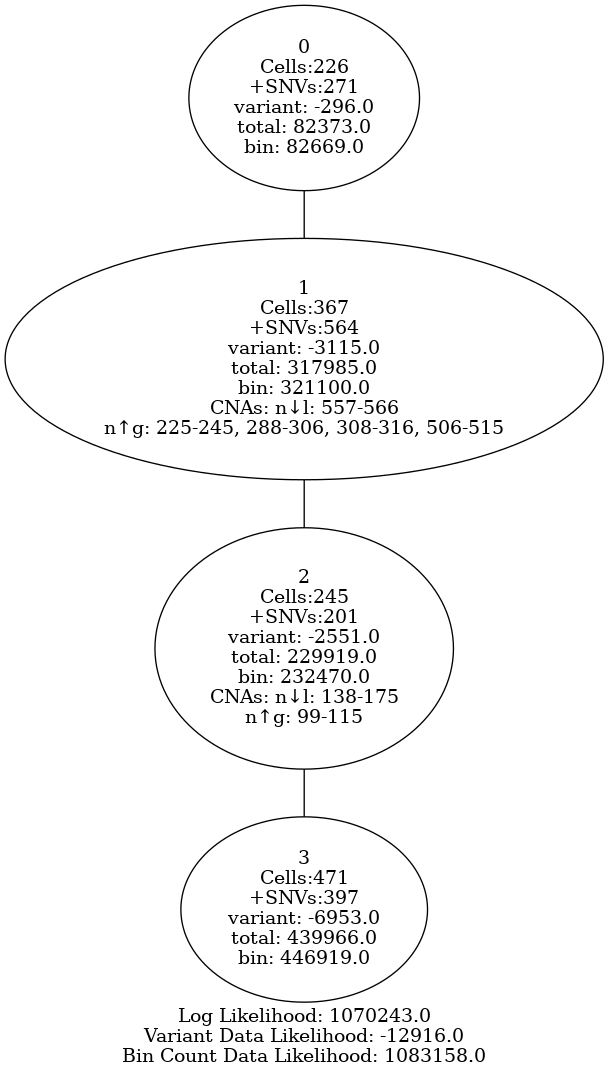 0
Cells:226
+SNVs:271
variant: -296.0
total: 82373.0
bin: 82669.0
1
Cells:367
+SNVs:564
variant: -3115.0
total: 317985.0
bin: 321100.0
CNAs: n↓l: 557-566
n↑g: 225-245, 288-306, 308-316, 506-515
2
Cells:245
+SNVs:201
variant: -2551.0
total: 229919.0
bin: 232470.0
CNAs: n↓l: 138-175
n↑g: 99-115
3
Cells:471
+SNVs:397
variant: -6953.0
total: 439966.0
bin: 446919.0
Log Likelihood: 1070243.0
Variant Data Likelihood: -12916.0
Bin Count Data Likelihood: 1083158.0